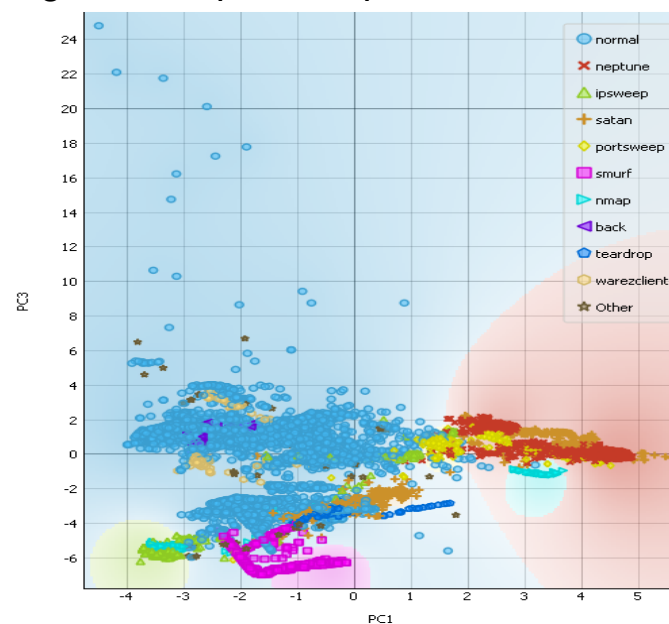 24
22
20
18
16
14
12
10
8
6
4
2
0
-2
-4
-6
PC3
-4
-3
-2
-1
0
1
2
3
4
5
PC1
normal
neptune
ipsweep
satan
portsweep
smurf
nmap
back
teardrop
warezclient
Other